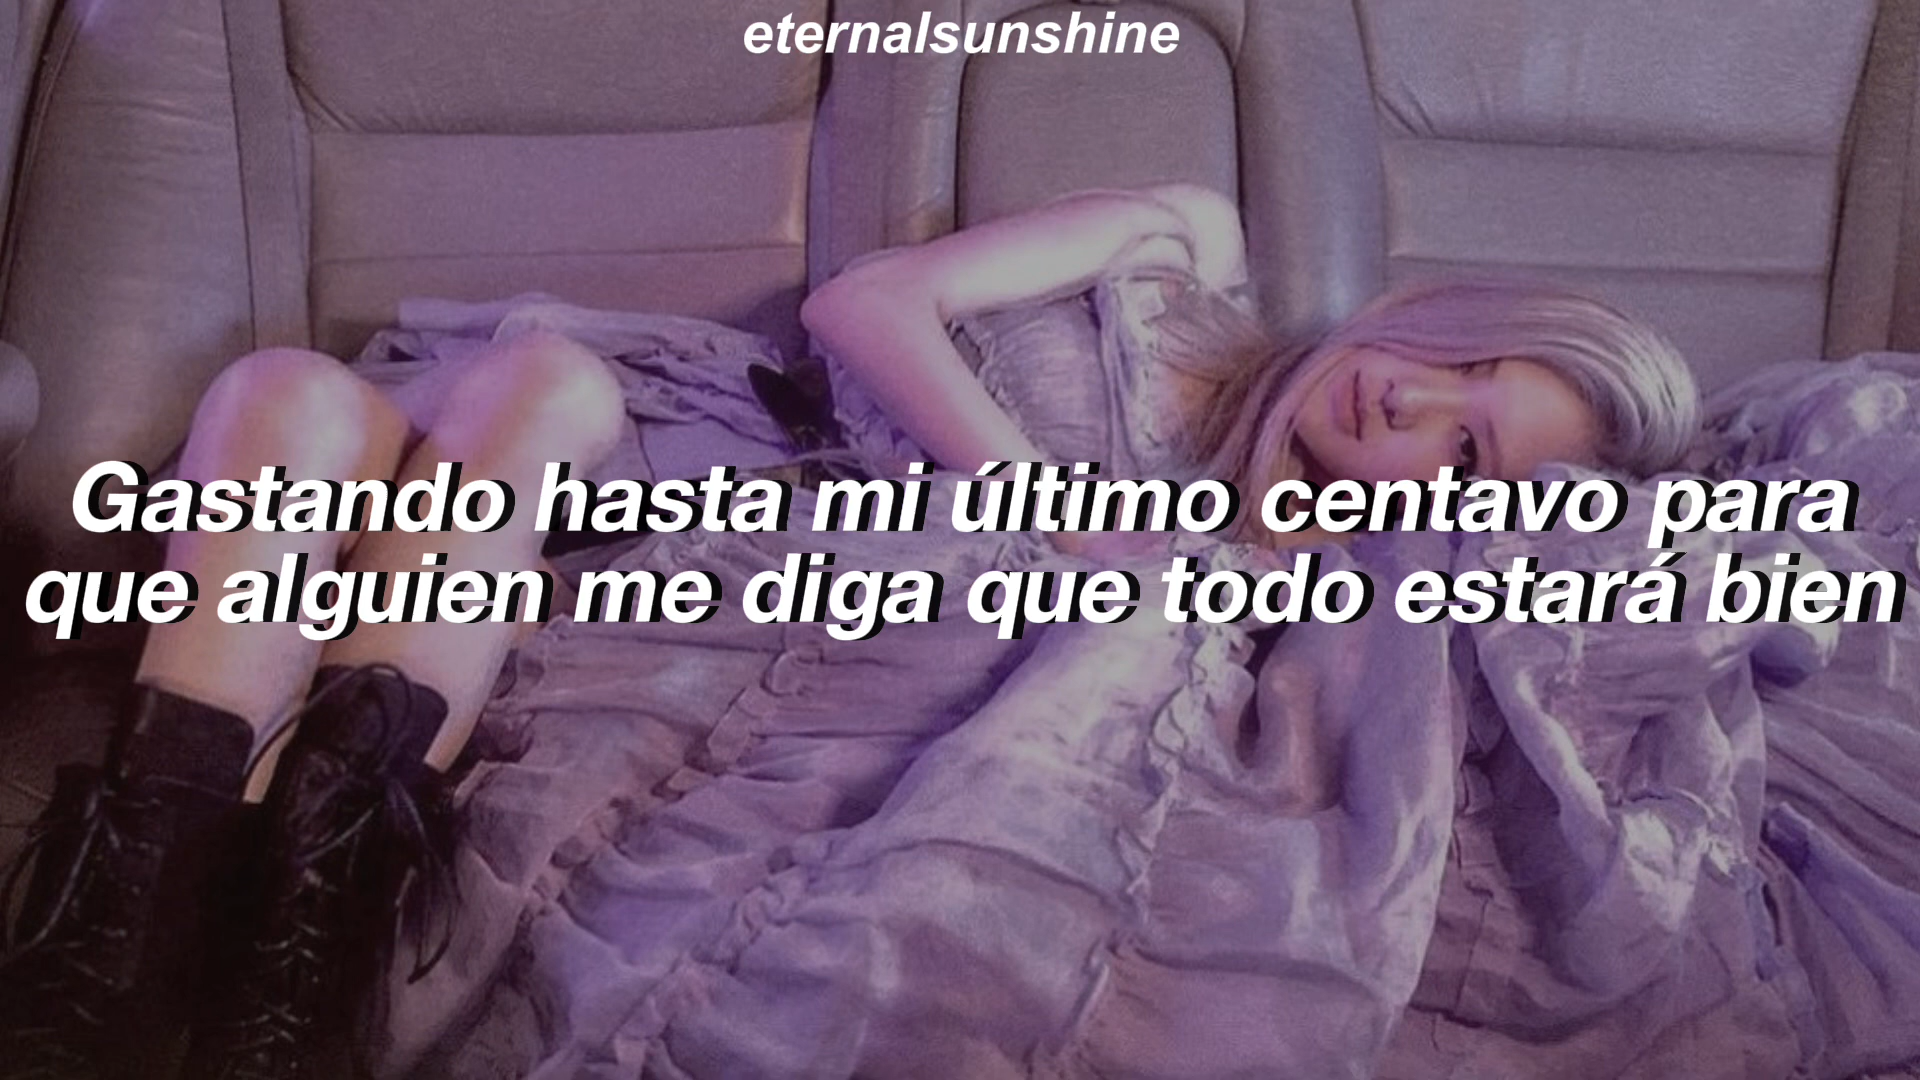 eternalsunshine
Gastando hasta mi último centavo para
que alguien me diga que todo estará bien